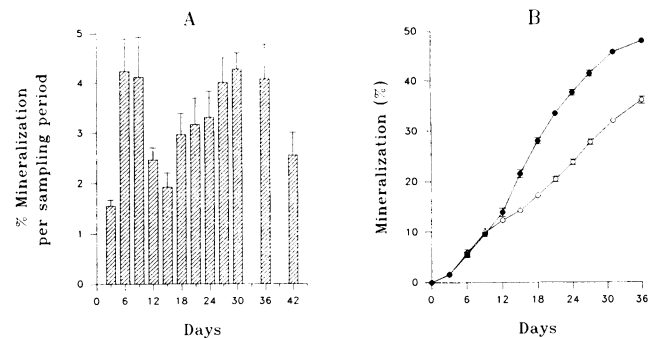 A
5
4
3
2
1
0
% Mineralization
per sampling period
0 6 12 18 24 30 36 42
Days
B
50
40
30
20
10
0
Mineralization (%)
0 6 12 18 24 30 36
Days